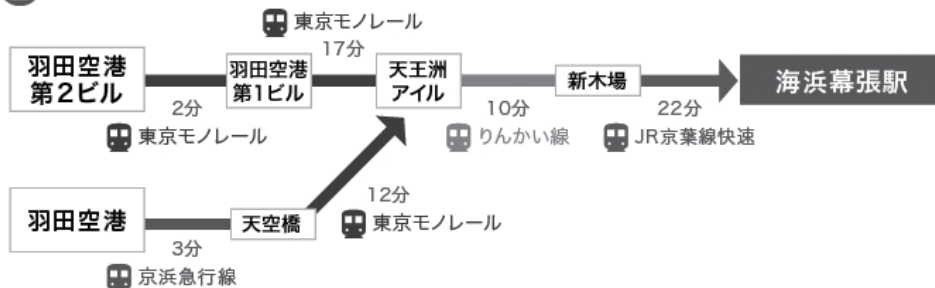 東京モノレール
17分
羽田空港
第2ビル
羽田空港
第1ビル
天王洲
アイル
新木場
海浜幕張駅
2分
東京モノレール
10分
りんかい線
22分
JR京葉線快速
12分
東京モノレール
羽田空港
天空橋
3分
京浜急行線